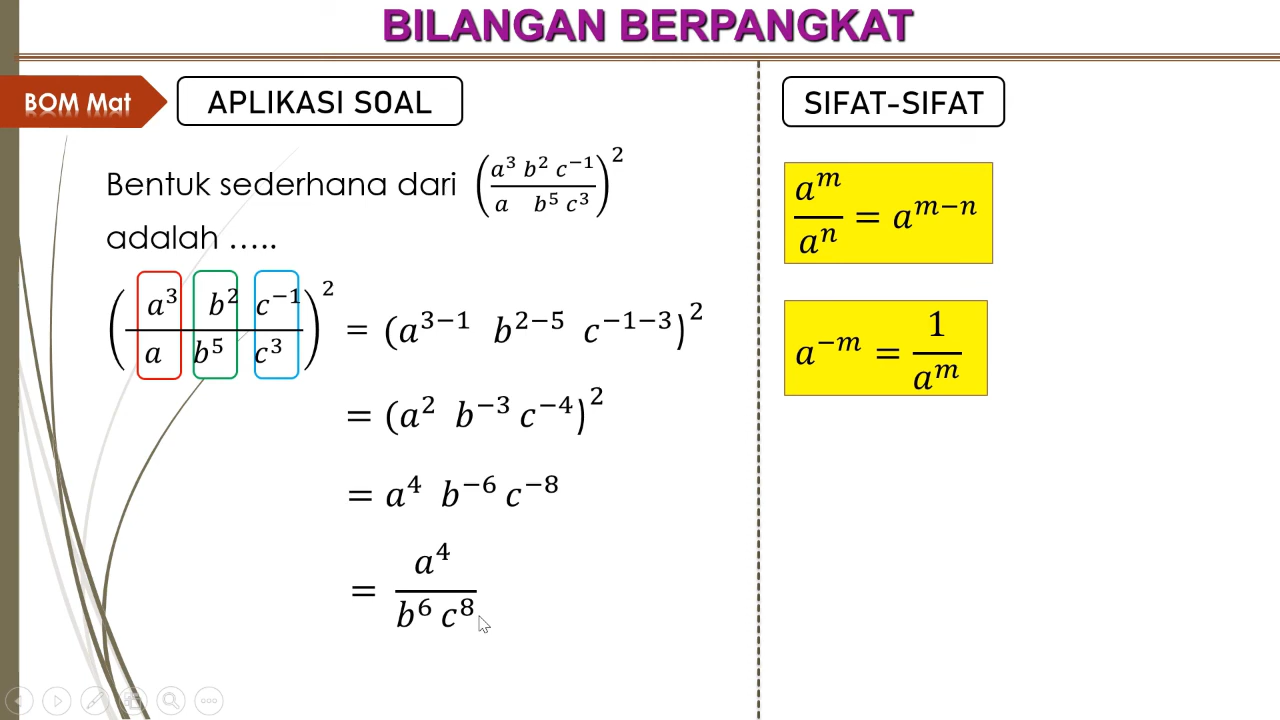 BILANGAN BERPANGKAT
BOM Mat
APLIKASI SOAL
Bentuk sederhana dari (a³ b² c⁻¹ / a b⁵ c³)²
adalah .....
(a³ b² c⁻¹ / a b⁵ c³)² = (a³⁻¹ b²⁻⁵ c⁻¹⁻³)²
= (a² b⁻³ c⁻⁴)²
= a⁴ b⁻⁶ c⁻⁸
= a⁴ / b⁶ c⁸
SIFAT-SIFAT
aᵐ / aⁿ = aᵐ⁻ⁿ
a⁻ᵐ = 1 / aᵐ